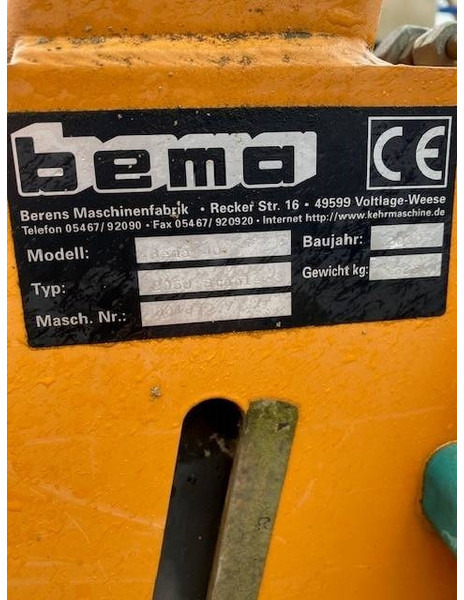 bema
CE
Berens Maschinenfabrik • Recker Str. 16 • 49599 Voltlage-Weese
Telefon 05467/92090 • Fax 05467/920920 • Internet http://www.kehrmaschine.de
Modell:
Baujahr:
Typ:
Gewicht kg:
Masch. Nr.: